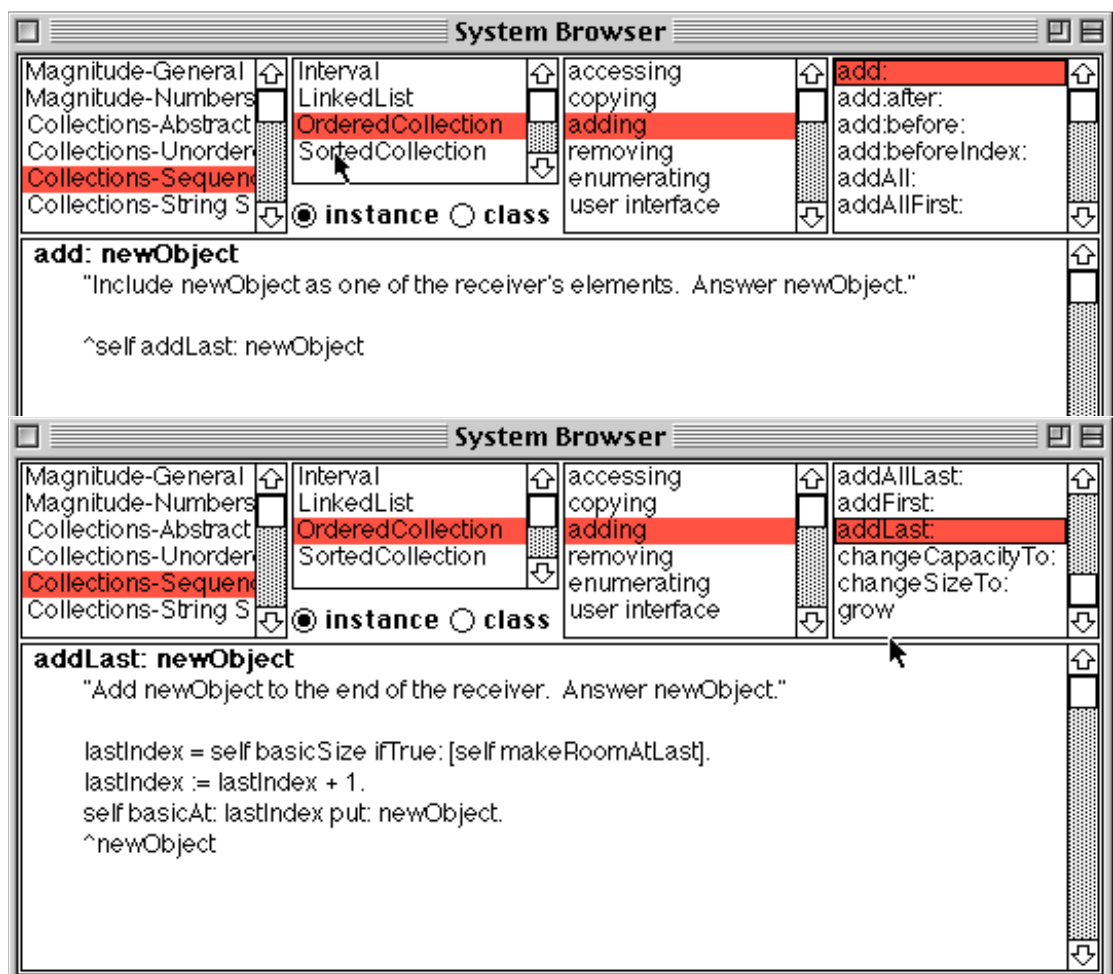 System Browser
Magnitude-General
Magnitude-Numbers
Collections-Abstract
Collections-Unorder
Collections-Sequenc
Collections-String S
Interval
LinkedList
OrderedCollection
SortedCollection
instance class
accessing
copying
adding
removing
enumerating
user interface
add:
add:after:
add:before:
add:beforeIndex:
addAll:
addAllFirst:
add: newObject
"Include newObject as one of the receiver's elements. Answer newObject."
^self addLast: newObject
System Browser
Magnitude-General
Magnitude-Numbers
Collections-Abstract
Collections-Unorder
Collections-Sequenc
Collections-String S
Interval
LinkedList
OrderedCollection
SortedCollection
instance class
accessing
copying
adding
removing
enumerating
user interface
addAllLast:
addFirst:
addLast:
changeCapacityTo:
changeSizeTo:
grow
addLast: newObject
"Add newObject to the end of the receiver. Answer newObject."
lastIndex = self basicSize ifTrue: [self makeRoomAtLast].
lastIndex := lastIndex + 1.
self basicAt: lastIndex put: newObject.
^newObject